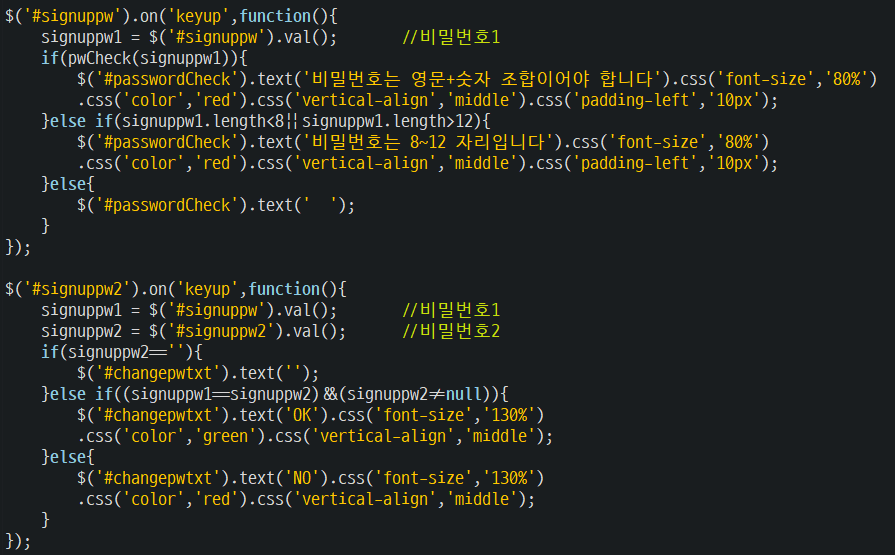 $('#signuppw').on('keyup',function(){
    signuppw1 = $('#signuppw').val();       //비밀번호1
    if(pwCheck(signuppw1)){
        $('#passwordCheck').text('비밀번호는 영문+숫자 조합이어야 합니다').css('font-size','80%')
        .css('color','red').css('vertical-align','middle').css('padding-left','10px');
    }else if(signuppw1.length<8||signuppw1.length>12){
        $('#passwordCheck').text('비밀번호는 8~12 자리입니다').css('font-size','80%')
        .css('color','red').css('vertical-align','middle').css('padding-left','10px');
    }else{
        $('#passwordCheck').text('  ');
    }
});

$('#signuppw2').on('keyup',function(){
    signuppw1 = $('#signuppw').val();       //비밀번호1
    signuppw2 = $('#signuppw2').val();      //비밀번호2
    if(signuppw2==''){
        $('#changepwtxt').text('');
    }else if((signuppw1==signuppw2)&&(signuppw2!=null)){
        $('#changepwtxt').text('OK').css('font-size','130%')
        .css('color','green').css('vertical-align','middle');
    }else{
        $('#changepwtxt').text('NO').css('font-size','130%')
        .css('color','red').css('vertical-align','middle');
    }
});